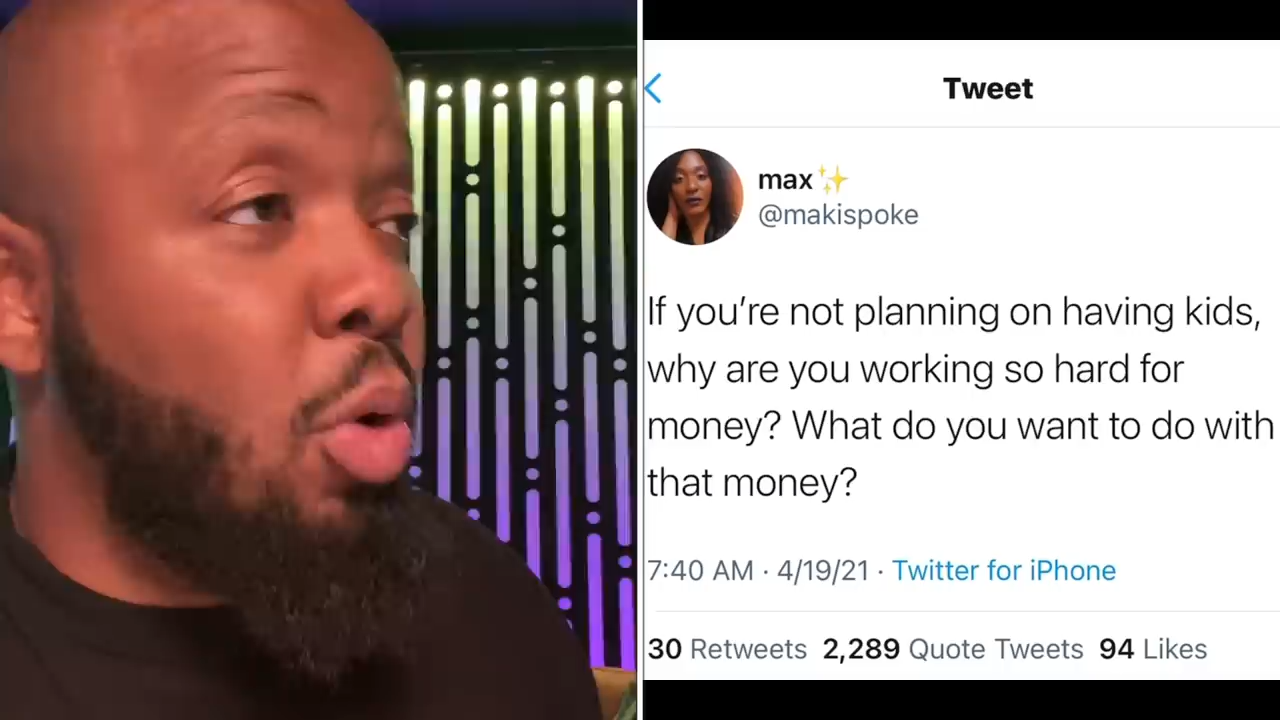 Tweet
max✨
@makispoke
If you’re not planning on having kids,
why are you working so hard for
money? What do you want to do with
that money?
7:40 AM · 4/19/21 · Twitter for iPhone
30 Retweets 2,289 Quote Tweets 94 Likes